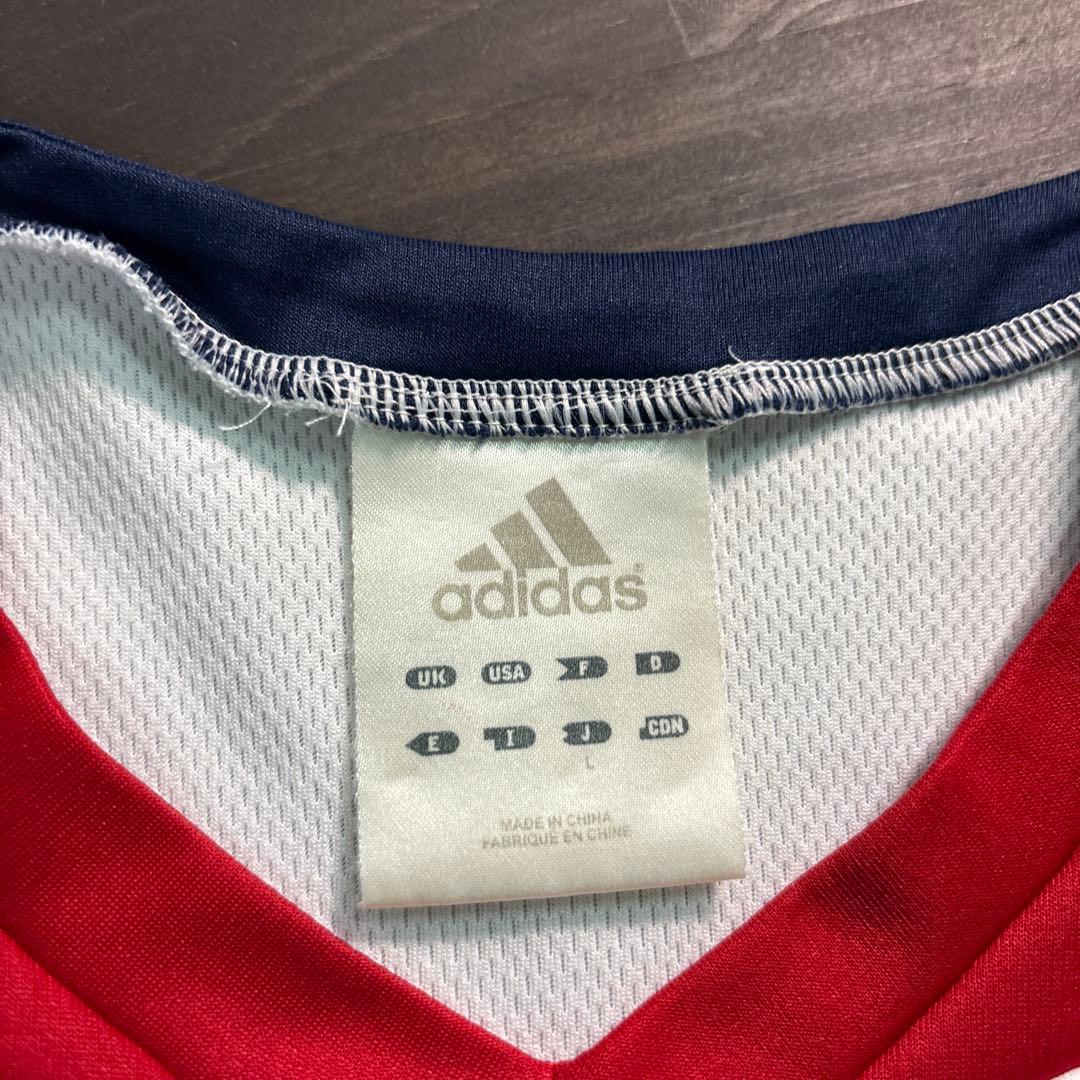 adidas®
UK USA F D
E I J CDN
L
MADE IN CHINA
FABRIQUE EN CHINE